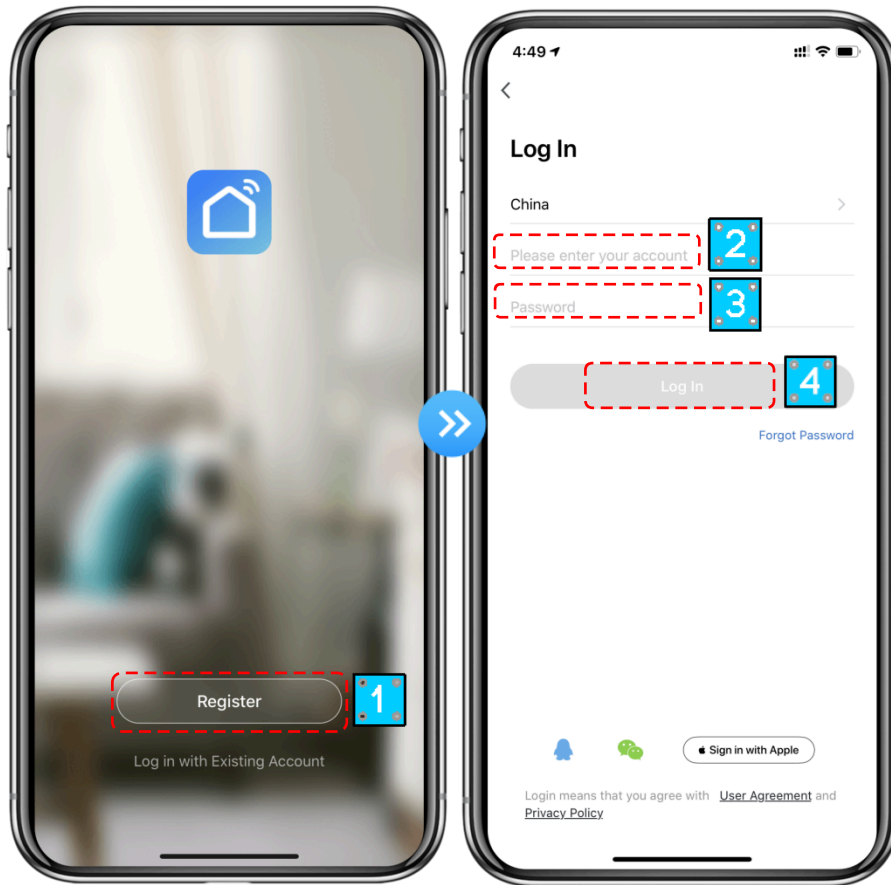 Register
1
Log in with Existing Account
4:49
Log In
China
Please enter your account
2
Password
3
Log In
4
Forgot Password
Sign in with Apple
Login means that you agree with User Agreement and
Privacy Policy